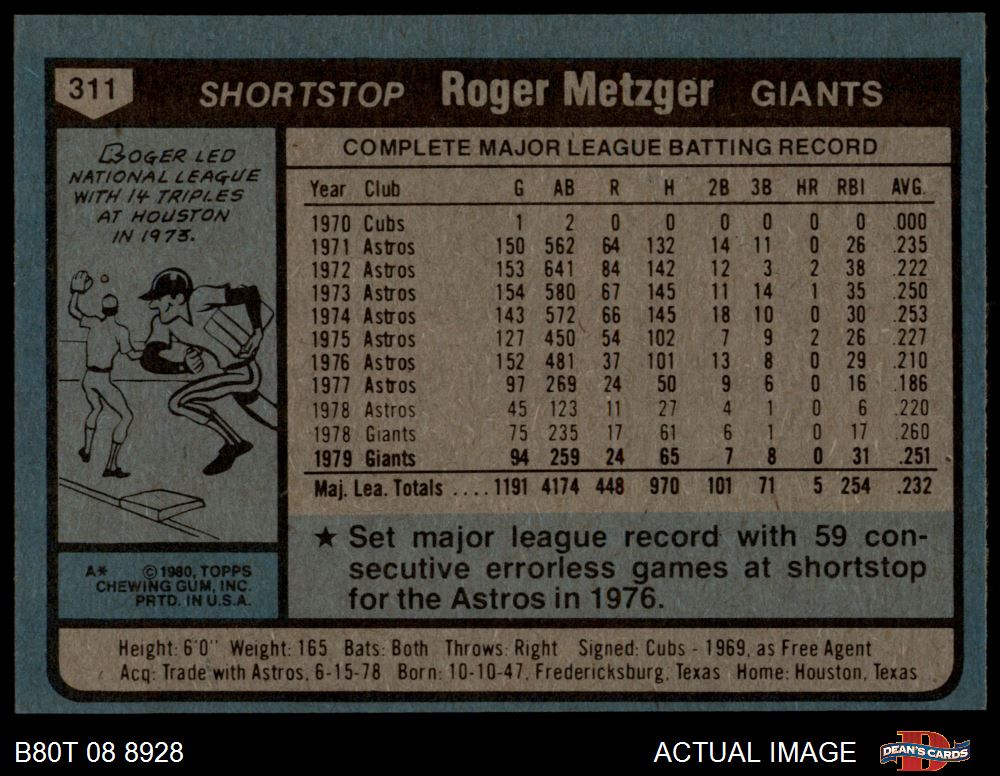 311 SHORTSTOP Roger Metzger GIANTS
ROGER LED
NATIONAL LEAGUE
WITH 14 TRIPLES
AT HOUSTON
IN 1973.
COMPLETE MAJOR LEAGUE BATTING RECORD
Year Club G AB R H 2B 3B HR RBI AVG.
1970 Cubs 1 2 0 0 0 0 0 0 .000
1971 Astros 150 562 64 132 14 11 0 26 .235
1972 Astros 153 641 84 142 12 3 2 38 .222
1973 Astros 154 580 67 145 11 14 1 35 .250
1974 Astros 143 572 66 145 18 10 0 30 .253
1975 Astros 127 450 54 102 7 9 2 26 .227
1976 Astros 152 481 37 101 13 8 0 29 .210
1977 Astros 97 269 24 50 9 6 0 16 .186
1978 Astros 45 123 11 27 4 1 0 6 .220
1978 Giants 75 235 17 61 6 1 0 17 .260
1979 Giants 94 259 24 65 7 8 0 31 .251
Maj. Lea. Totals ....1191 4174 448 970 101 71 5 254 .232
★ Set major league record with 59 con-
secutive errorless games at shortstop
for the Astros in 1976.
A* ©1980, TOPPS
CHEWING GUM, INC.
PRTD. IN U.S.A.
Height: 6'0" Weight: 165 Bats: Both Throws: Right Signed: Cubs - 1969, as Free Agent
Acq: Trade with Astros, 6-15-78 Born: 10-10-47, Fredericksburg, Texas Home: Houston, Texas
B80T 08 8928 ACTUAL IMAGE DEAN'S CARDS